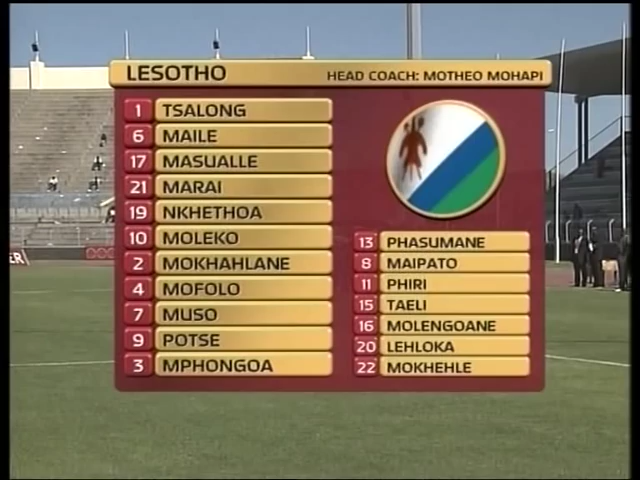 LESOTHO
HEAD COACH: MOTHEO MOHAPI
1 TSALONG
6 MAILE
17 MASUALLE
21 MARAI
19 NKHETHOA
10 MOLEKO
2 MOKHAHLANE
4 MOFOLO
7 MUSO
9 POTSE
3 MPHONGOA
13 PHASUMANE
8 MAIPATO
11 PHIRI
15 TAELI
16 MOLENGOANE
20 LEHLOKA
22 MOKHEHLE